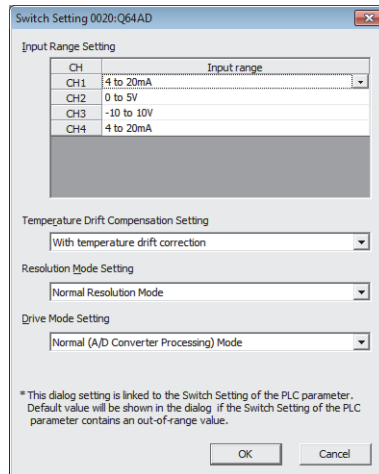 Switch Setting 0020:Q64AD
Input Range Setting
CH Input range
CH1 4 to 20mA
CH2 0 to 5V
CH3 -10 to 10V
CH4 4 to 20mA
Temperature Drift Compensation Setting
With temperature drift correction
Resolution Mode Setting
Normal Resolution Mode
Drive Mode Setting
Normal (A/D Converter Processing) Mode
* This dialog setting is linked to the Switch Setting of the PLC parameter.
Default value will be shown in the dialog if the Switch Setting of the PLC
parameter contains an out-of-range value.
OK Cancel